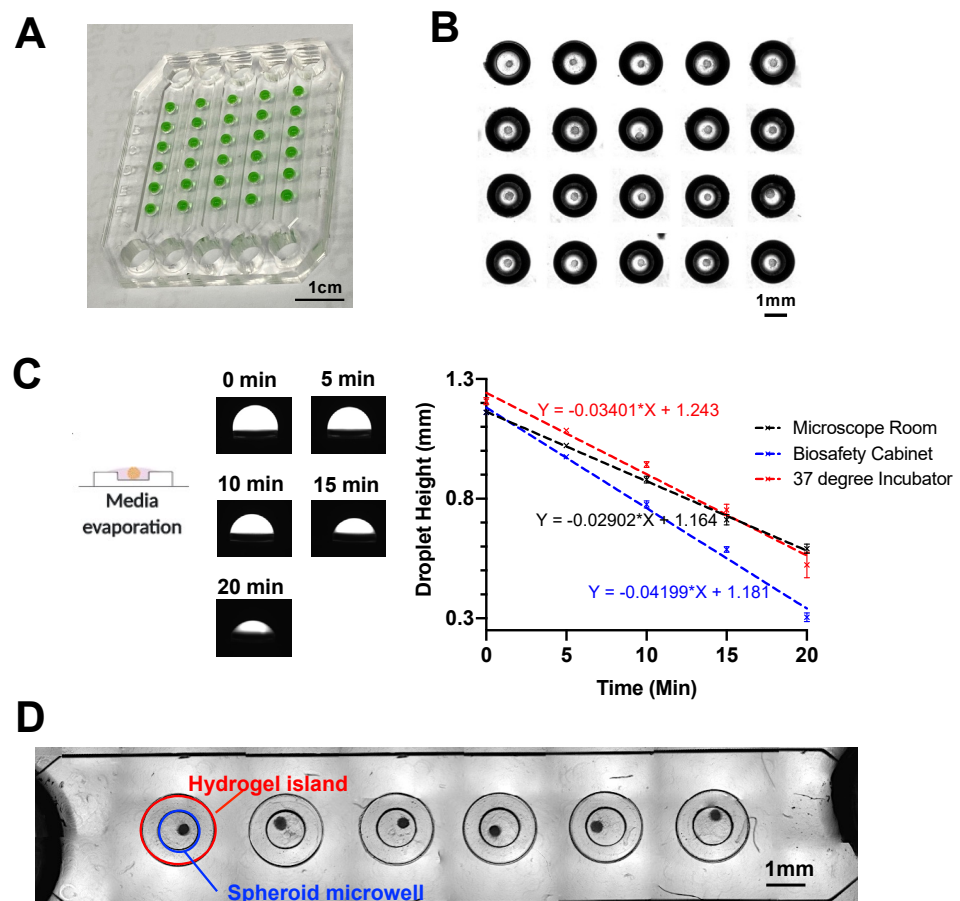 A
1cm
B
1mm
C
0 min
5 min
10 min
15 min
20 min
Media
evaporation
1.3
0.8
0.3
Droplet Height (mm)
0
5
10
15
20
Time (Min)
Y = -0.03401*X + 1.243
Y = -0.02902*X + 1.164
Y = -0.04199*X + 1.181
Microscope Room
Biosafety Cabinet
37 degree Incubator
D
Hydrogel island
Spheroid microwell
1mm